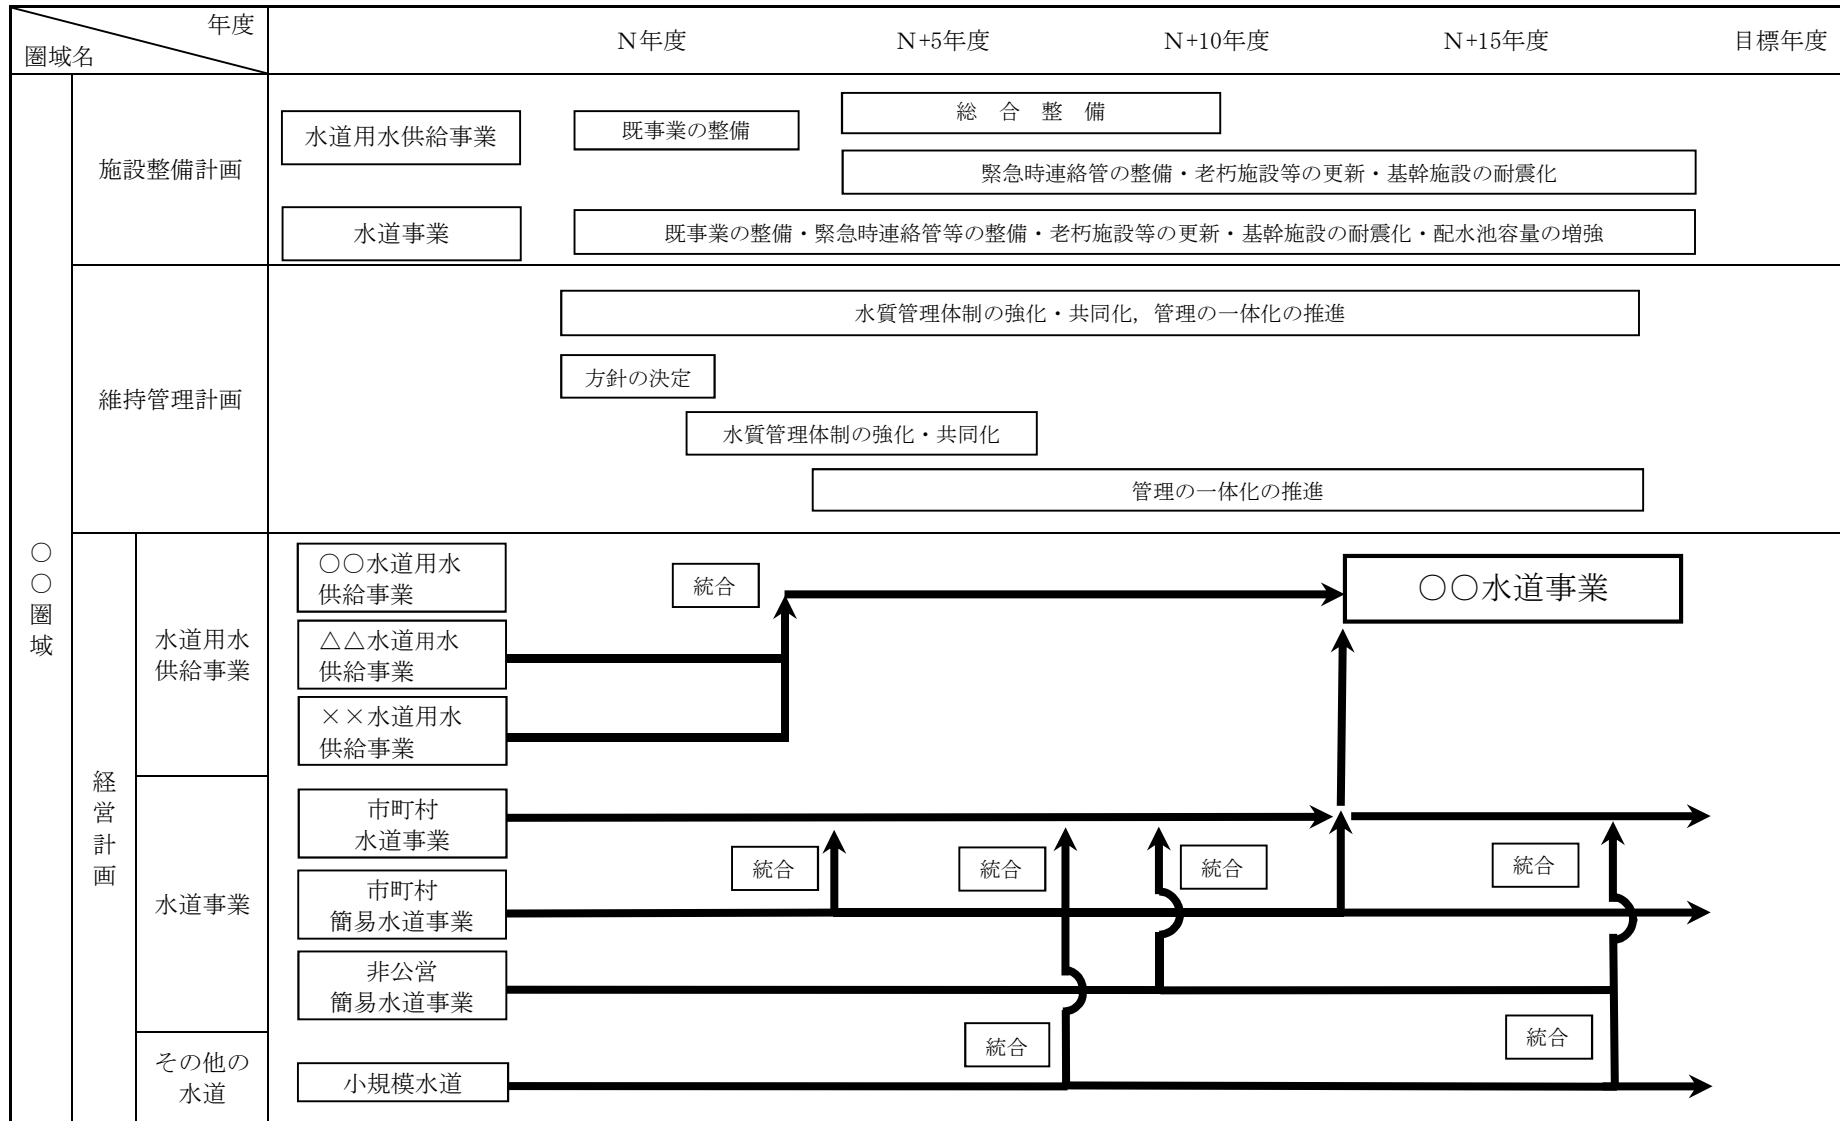 年度
圏域名
Ｎ年度
Ｎ+5年度
Ｎ+10年度
Ｎ+15年度
目標年度
〇〇圏域
施設整備計画
水道用水供給事業
既事業の整備
総　合　整　備
緊急時連絡管の整備・老朽施設等の更新・基幹施設の耐震化
水道事業
既事業の整備・緊急時連絡管等の整備・老朽施設等の更新・基幹施設の耐震化・配水池容量の増強
維持管理計画
水質管理体制の強化・共同化，管理の一体化の推進
方針の決定
水質管理体制の強化・共同化
管理の一体化の推進
経営計画
水道用水
供給事業
〇〇水道用水
供給事業
△△水道用水
供給事業
××水道用水
供給事業
統合
〇〇水道事業
水道事業
市町村
水道事業
統合
統合
統合
統合
市町村
簡易水道事業
非公営
簡易水道事業
統合
統合
その他の
水道
小規模水道